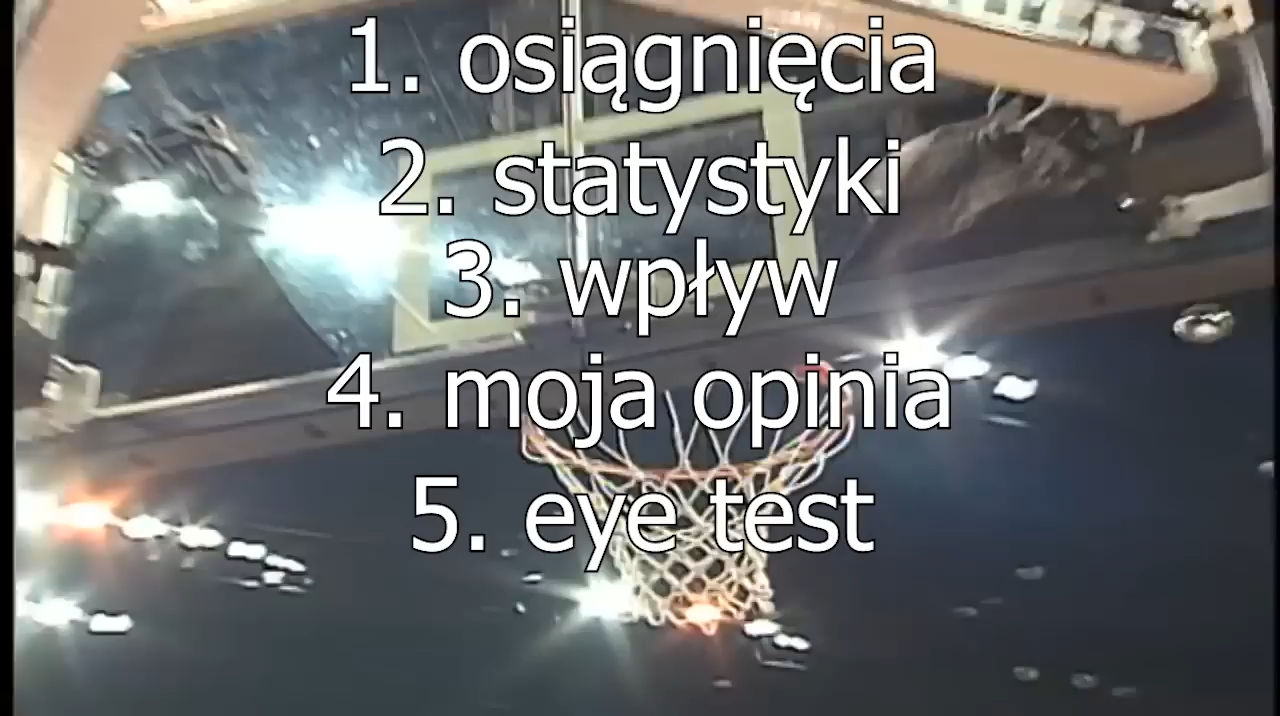 1. osiągnięcia
2. statystyki
3. wpływ
4. moja opinia
5. eye test